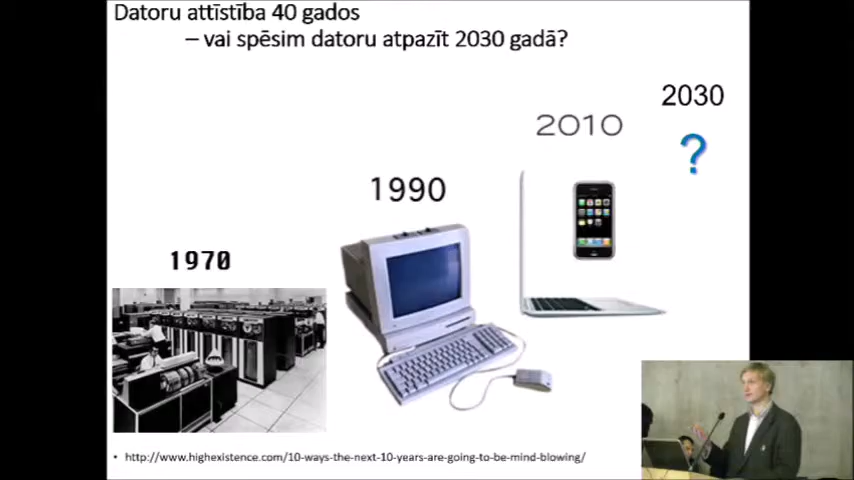 Datoru attīstība 40 gados
– vai spēsim datoru atpazīt 2030 gadā?
2030
?
2010
1990
1970
• http://www.highexistence.com/10-ways-the-next-10-years-are-going-to-be-mind-blowing/